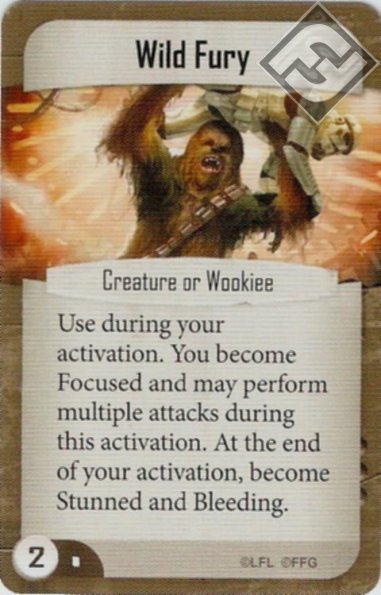 Wild Fury
Creature or Wookiee
Use during your
activation. You become
Focused and may perform
multiple attacks during
this activation. At the end
of your activation, become
Stunned and Bleeding.
2
©LFL ©FFG